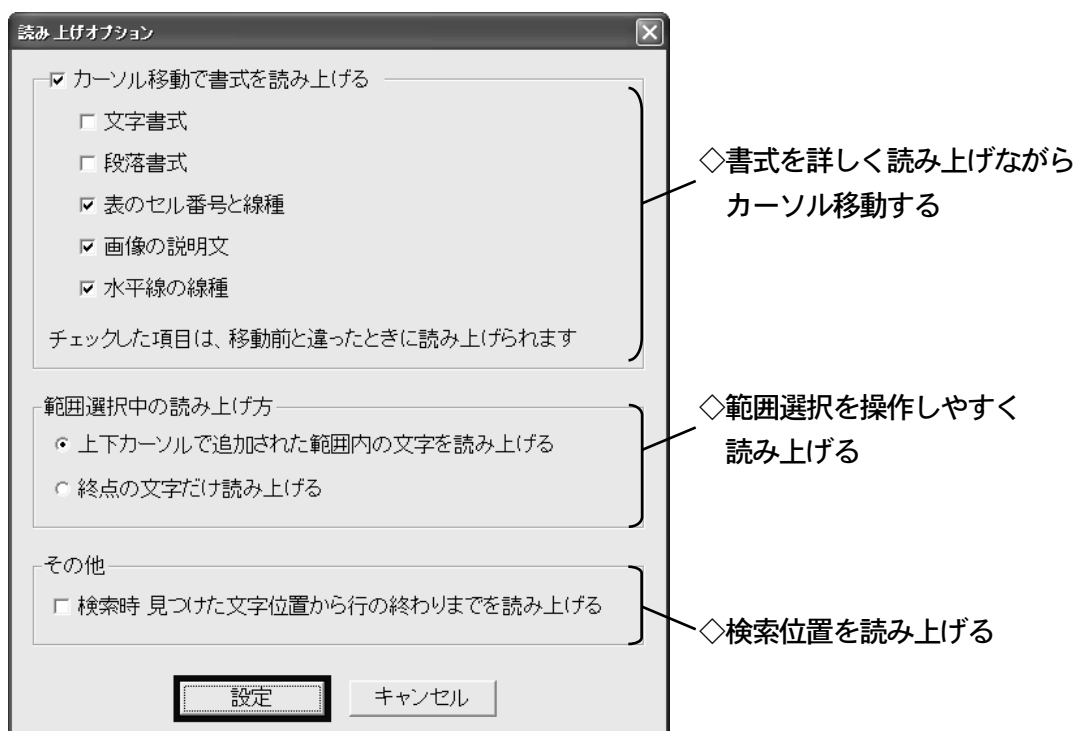 読み上げオプション
カーソル移動で書式を読み上げる
文字書式
段落書式
表のセル番号と線種
画像の説明文
水平線の線種
チェックした項目は、移動前と違ったときに読み上げられます
◇書式を詳しく読み上げながら
カーソル移動する
範囲選択中の読み上げ方
上下カーソルで追加された範囲内の文字を読み上げる
終点の文字だけ読み上げる
◇範囲選択を操作しやすく
読み上げる
その他
検索時 見つけた文字位置から行の終わりまでを読み上げる
◇検索位置を読み上げる
設定
キャンセル